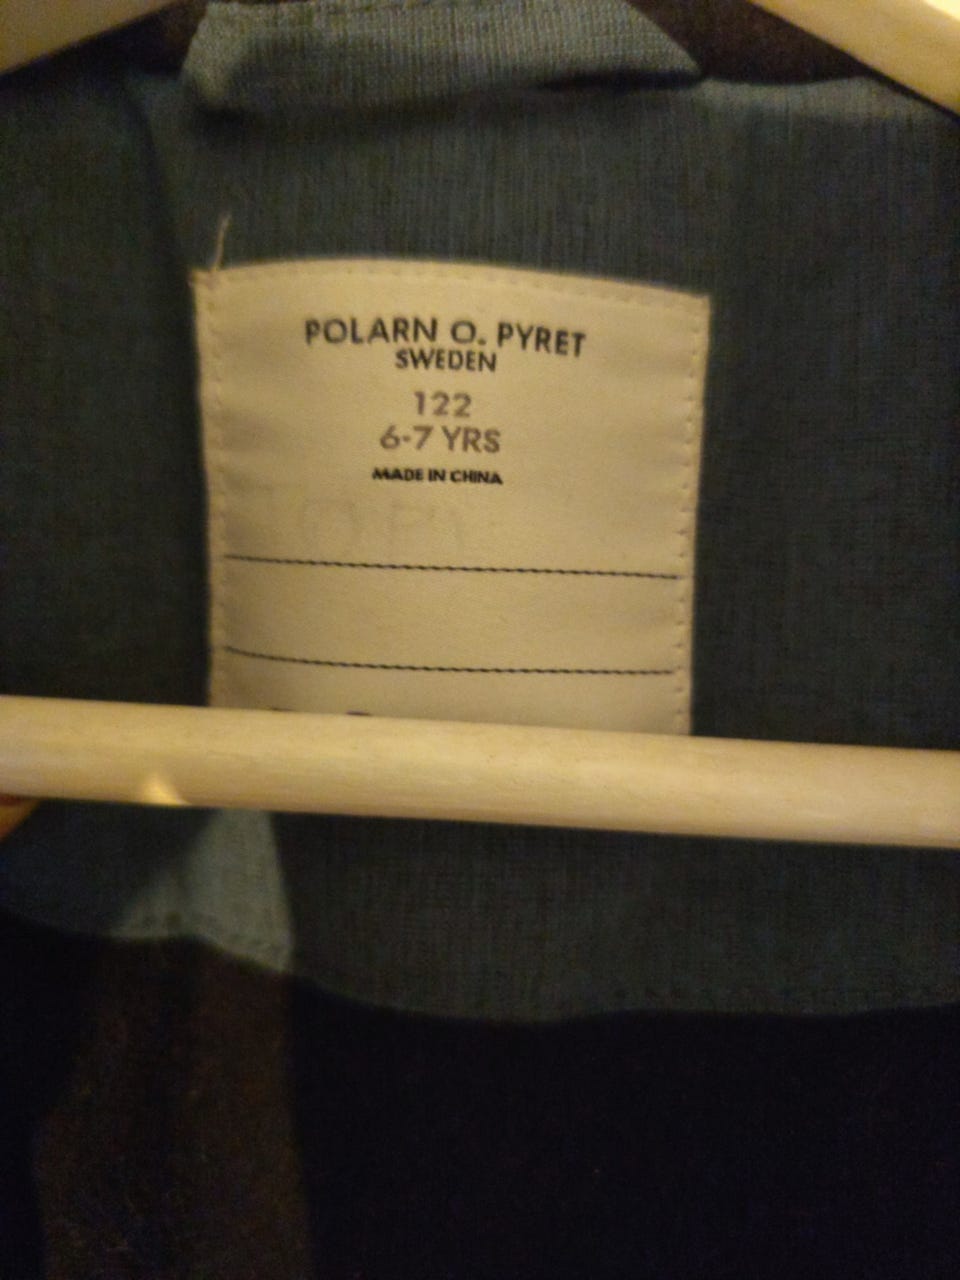 POLARN O. PYRET
SWEDEN
122
6-7 YRS
MADE IN CHINA